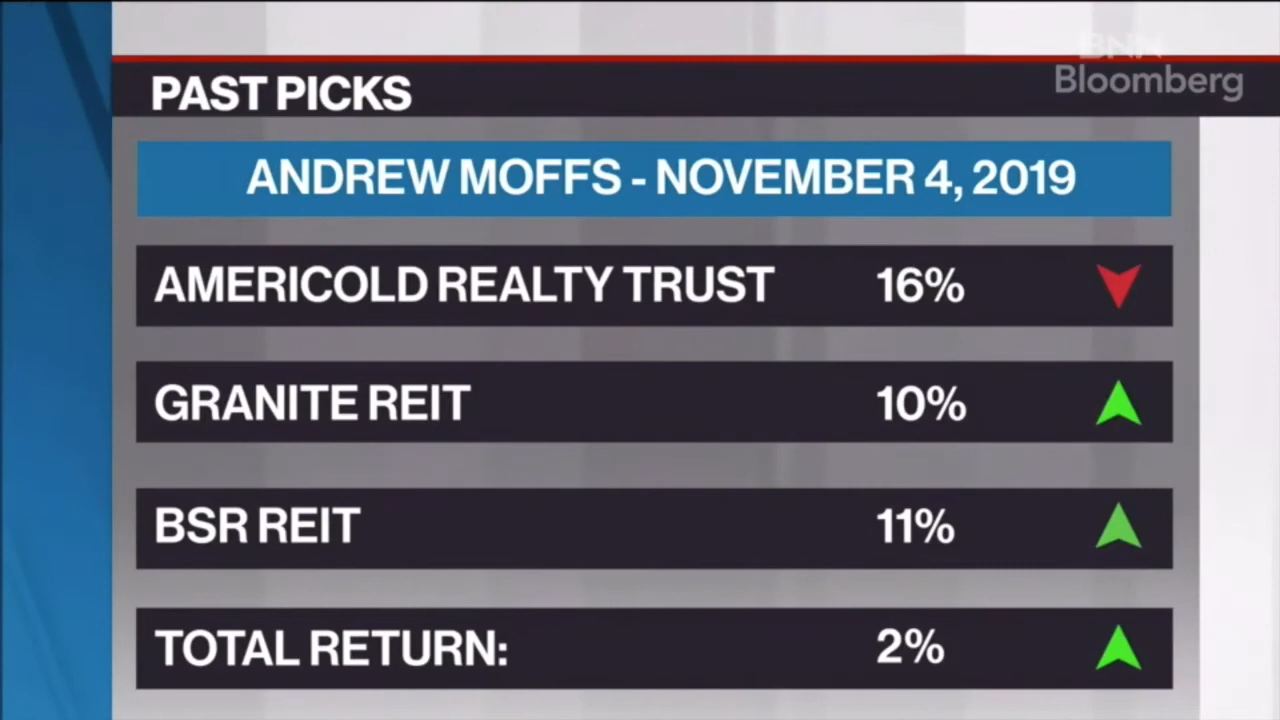 BNN
Bloomberg
PAST PICKS
ANDREW MOFFS - NOVEMBER 4, 2019
AMERICOLD REALTY TRUST 16%
GRANITE REIT 10%
BSR REIT 11%
TOTAL RETURN: 2%